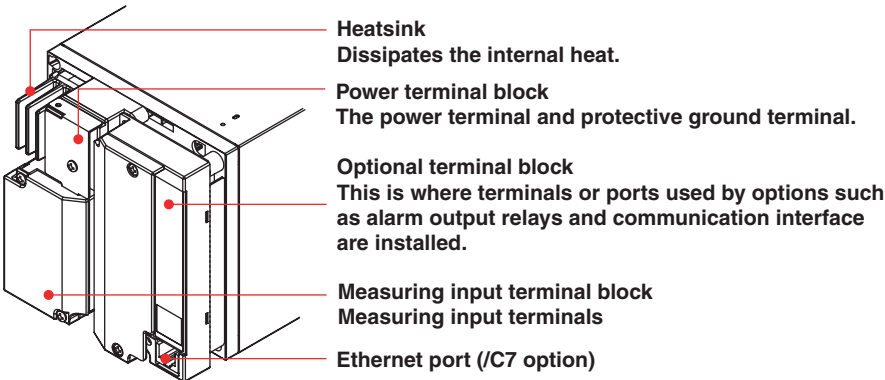 Heatsink
Dissipates the internal heat.
Power terminal block
The power terminal and protective ground terminal.
Optional terminal block
This is where terminals or ports used by options such
as alarm output relays and communication interface
are installed.
Measuring input terminal block
Measuring input terminals
Ethernet port (/C7 option)